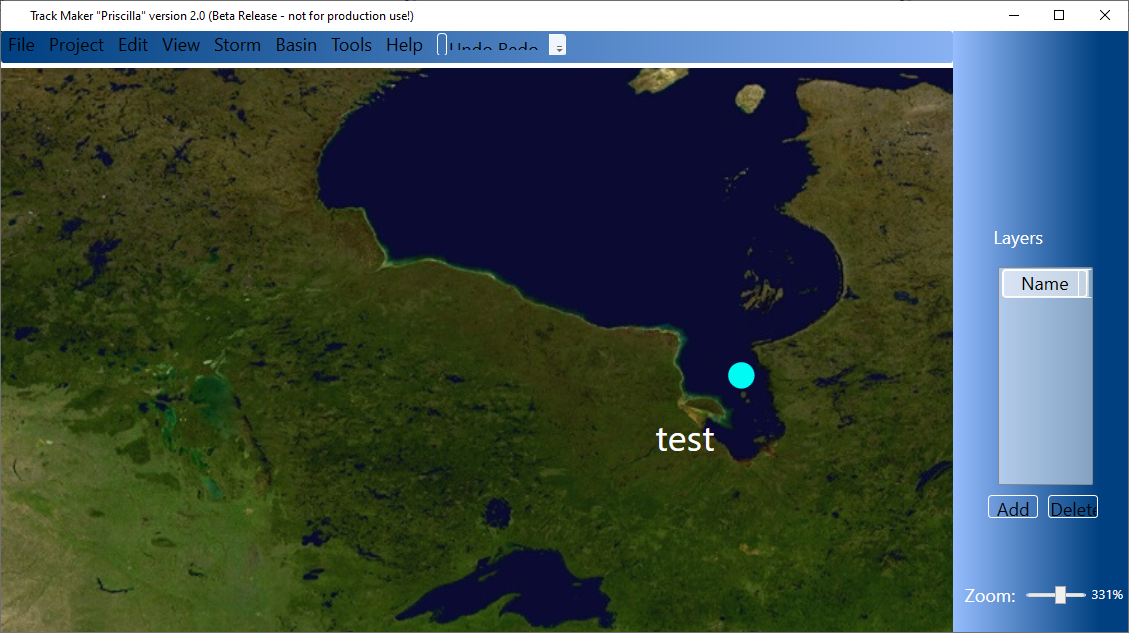 Track Maker "Priscilla" version 2.0 (Beta Release - not for production use!)
File Project Edit View Storm Basin Tools Help Undo Redo
Layers
Name
test
Add Delete
Zoom: 331%